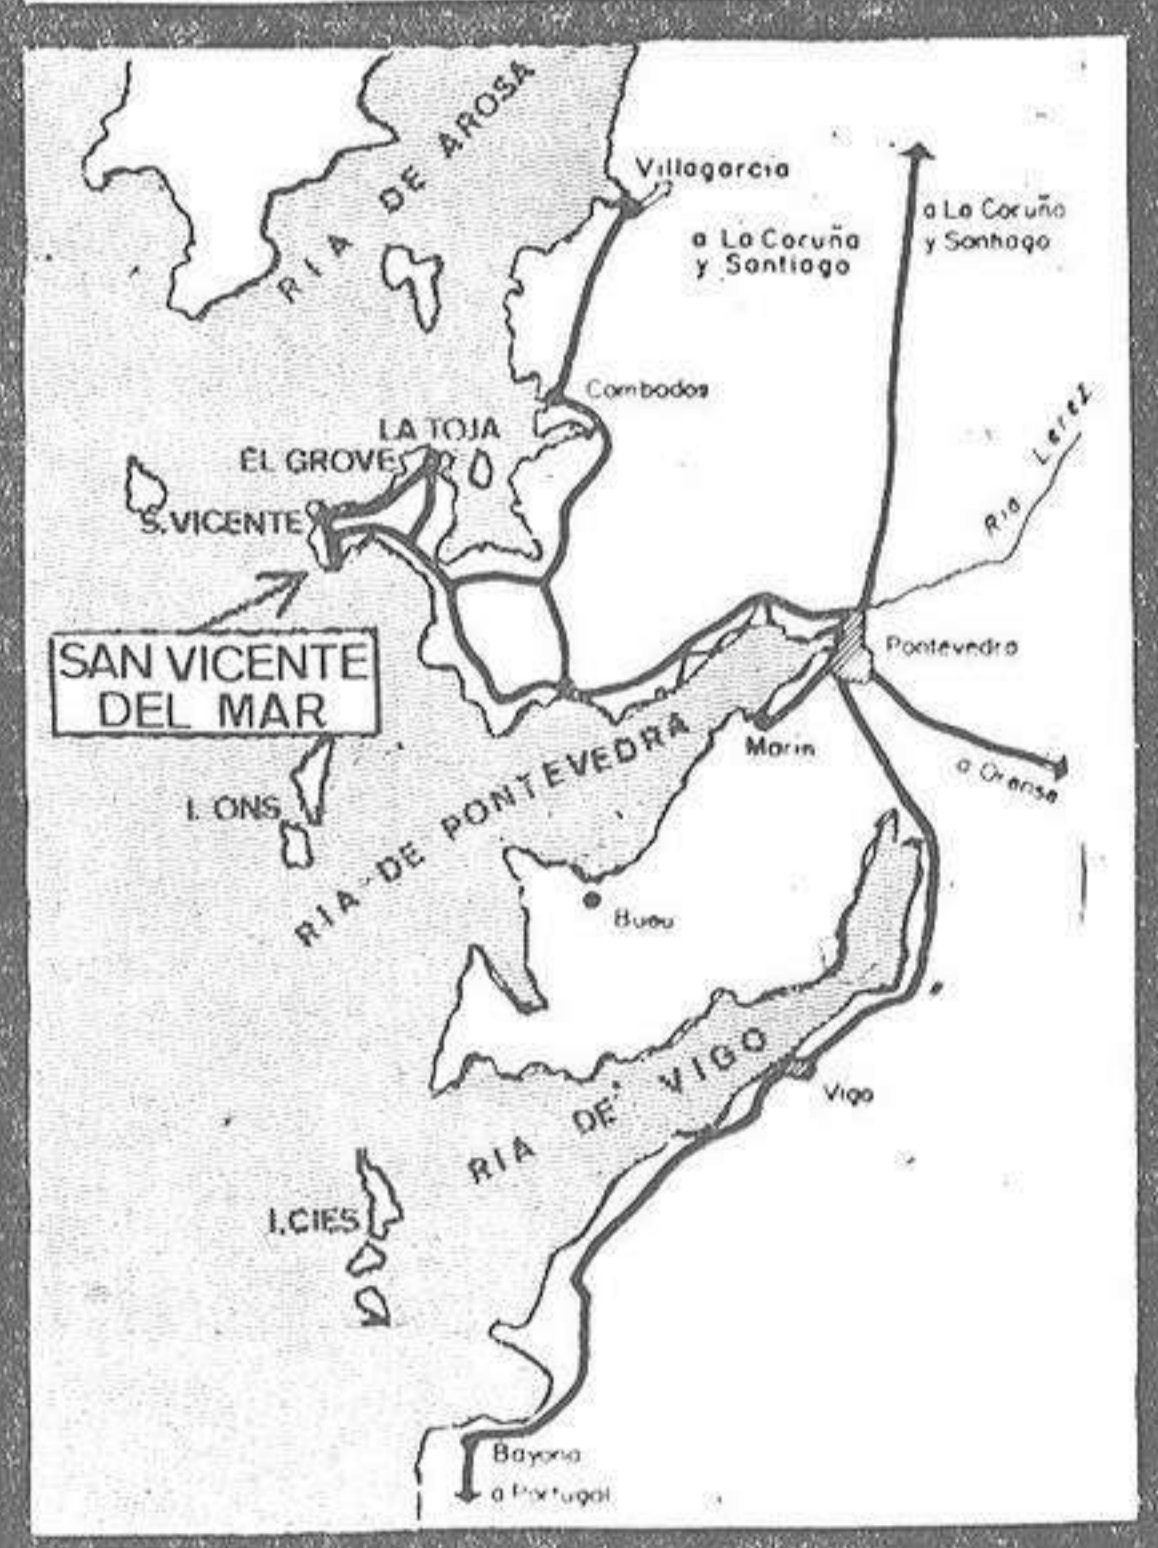 RIA DE AROSA
Villagarcia
a La Coruña
y Santiago
a La Coruña
y Santiago
Cambados
Rio Lerez
LA TOJA
EL GROVE
S.VICENTE
SAN VICENTE
DEL MAR
Pontevedra
Marin
a Orense
I. ONS
RIA DE PONTEVEDRA
Bueu
RIA DE VIGO
Vigo
I.CIES
Bayona
a Portugal